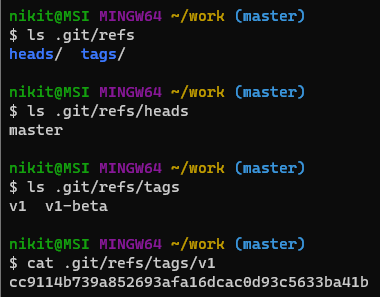 nikit@MSI MINGW64 ~/work (master)
$ ls .git/refs
heads/  tags/
nikit@MSI MINGW64 ~/work (master)
$ ls .git/refs/heads
master
nikit@MSI MINGW64 ~/work (master)
$ ls .git/refs/tags
v1  v1-beta
nikit@MSI MINGW64 ~/work (master)
$ cat .git/refs/tags/v1
cc9114b739a852693afa16dcac0d93c5633ba41b